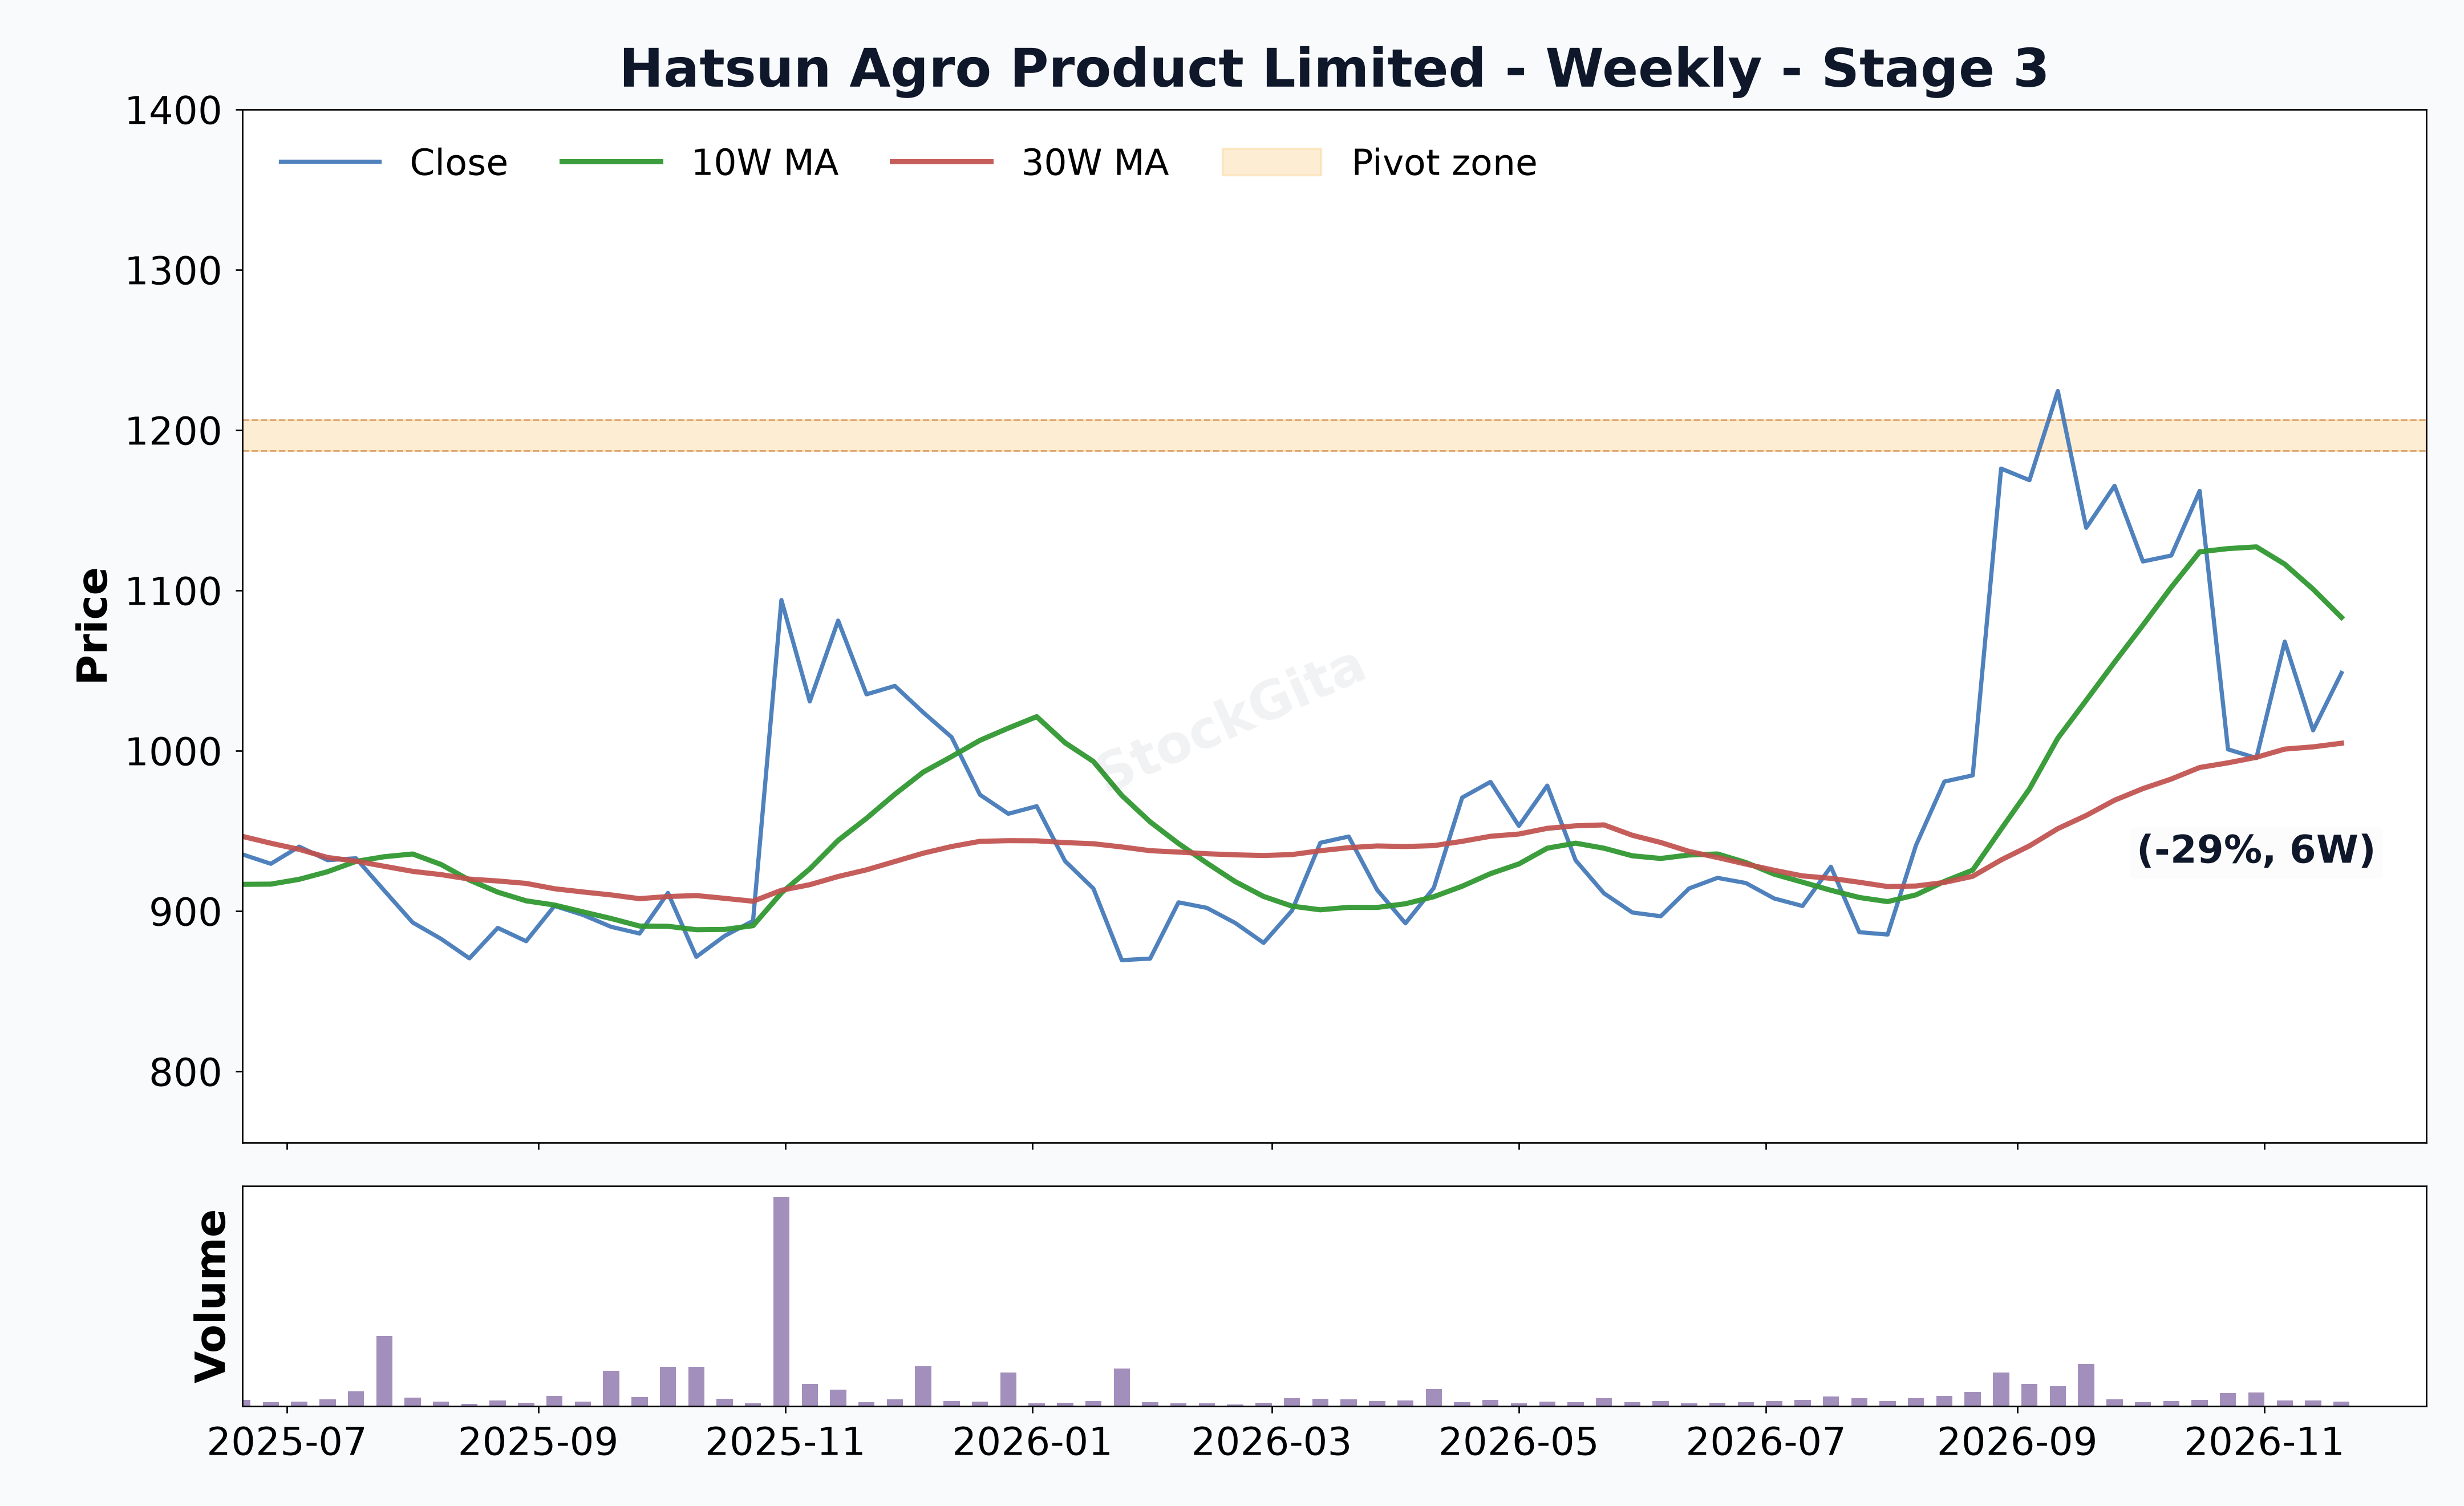 Hatsun Agro Product Limited - Weekly - Stage 3
Close 10W MA 30W MA Pivot zone
1400
1300
1200
1100
1000
900
800
Price
StockGita
(-29%, 6W)
Volume
2025-07 2025-09 2025-11 2026-01 2026-03 2026-05 2026-07 2026-09 2026-11